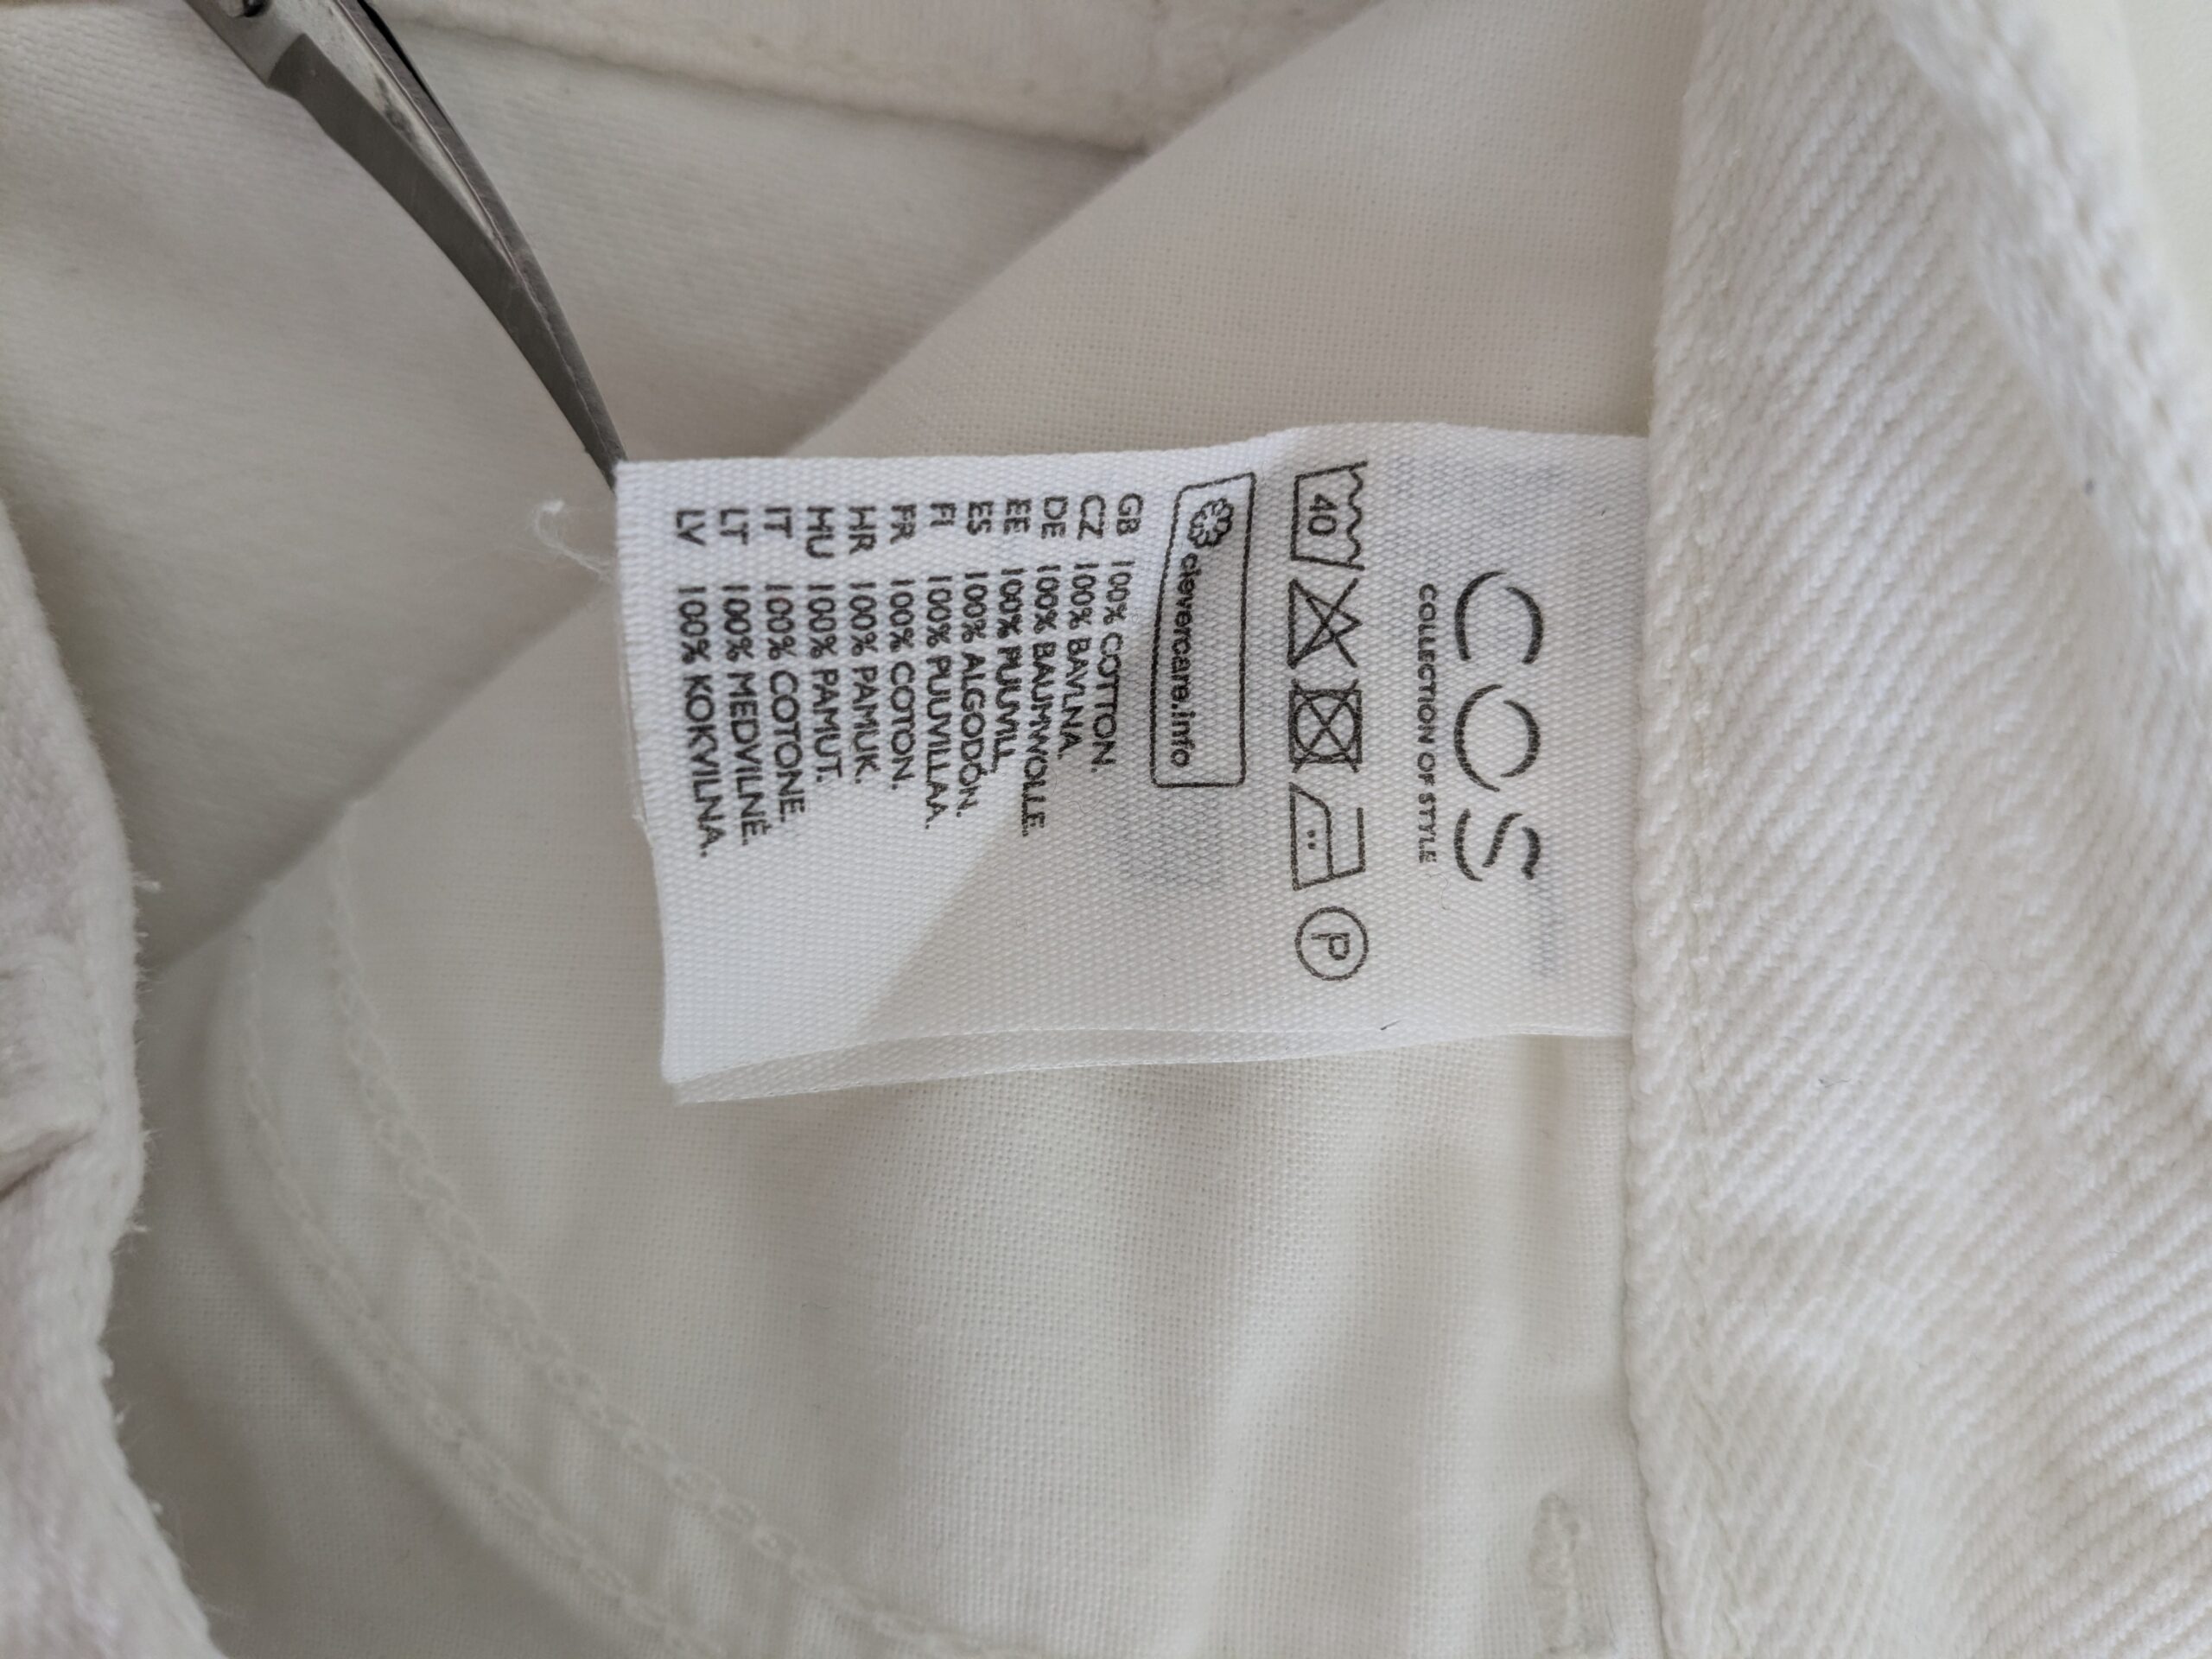 COS
COLLECTION OF STYLE
40
P
clevercare.info
GB 100% COTTON.
CZ 100% BAVLNA.
DE 100% BAUMWOLLE.
EE 100% PUUVILL.
ES 100% ALGODÓN.
FI 100% PUUVILLAA.
FR 100% COTON.
HR 100% PAMUK.
HU 100% PAMUT.
IT 100% COTONE.
LT 100% MEDVILNĖ.
LV 100% KOKVILNA.